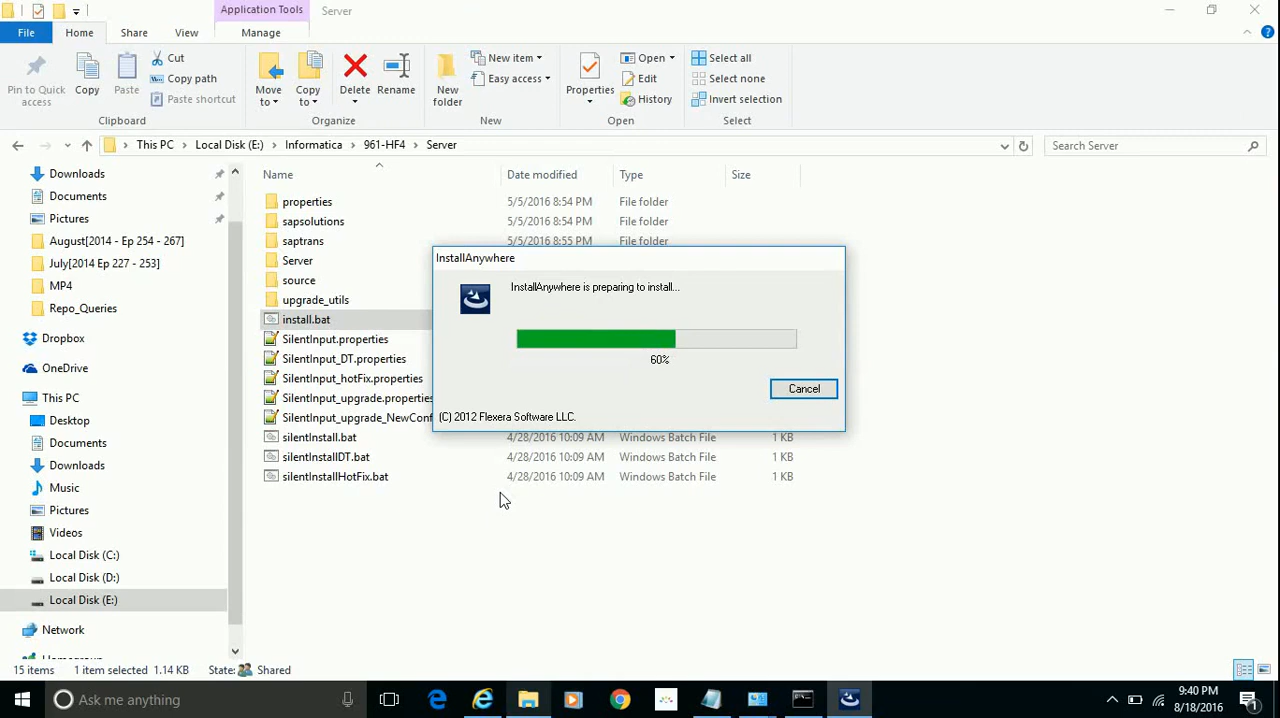 Application Tools
Server
File
Home
Share
View
Manage
Pin to Quick access
Copy
Paste
Cut
Copy path
Paste shortcut
Clipboard
Move to
Copy to
Delete
Rename
Organize
New folder
New item
Easy access
New
Properties
Open
Edit
History
Open
Select all
Select none
Invert selection
Select
This PC > Local Disk (E:) > Informatica > 961-HF4 > Server
Search Server
Downloads
Documents
Pictures
August[2014 - Ep 254 - 267]
July[2014 Ep 227 - 253]
MP4
Repo_Queries
Dropbox
OneDrive
This PC
Desktop
Documents
Downloads
Music
Pictures
Videos
Local Disk (C:)
Local Disk (D:)
Local Disk (E:)
Network
Name Date modified Type Size
properties 5/5/2016 8:54 PM File folder
sapsolutions 5/5/2016 8:54 PM File folder
saptrans 5/5/2016 8:55 PM File folder
Server
source
upgrade_utils
install.bat
SilentInput.properties
SilentInput_DT.properties
SilentInput_hotFix.properties
SilentInput_upgrade.properties
SilentInput_upgrade_NewConf
silentInstall.bat 4/28/2016 10:09 AM Windows Batch File 1 KB
silentInstallDT.bat 4/28/2016 10:09 AM Windows Batch File 1 KB
silentInstallHotFix.bat 4/28/2016 10:09 AM Windows Batch File 1 KB
InstallAnywhere
InstallAnywhere is preparing to install...
60%
Cancel
(C) 2012 Flexera Software LLC.
15 items 1 item selected 1.14 KB State: Shared
Ask me anything
9:40 PM
8/18/2016
1